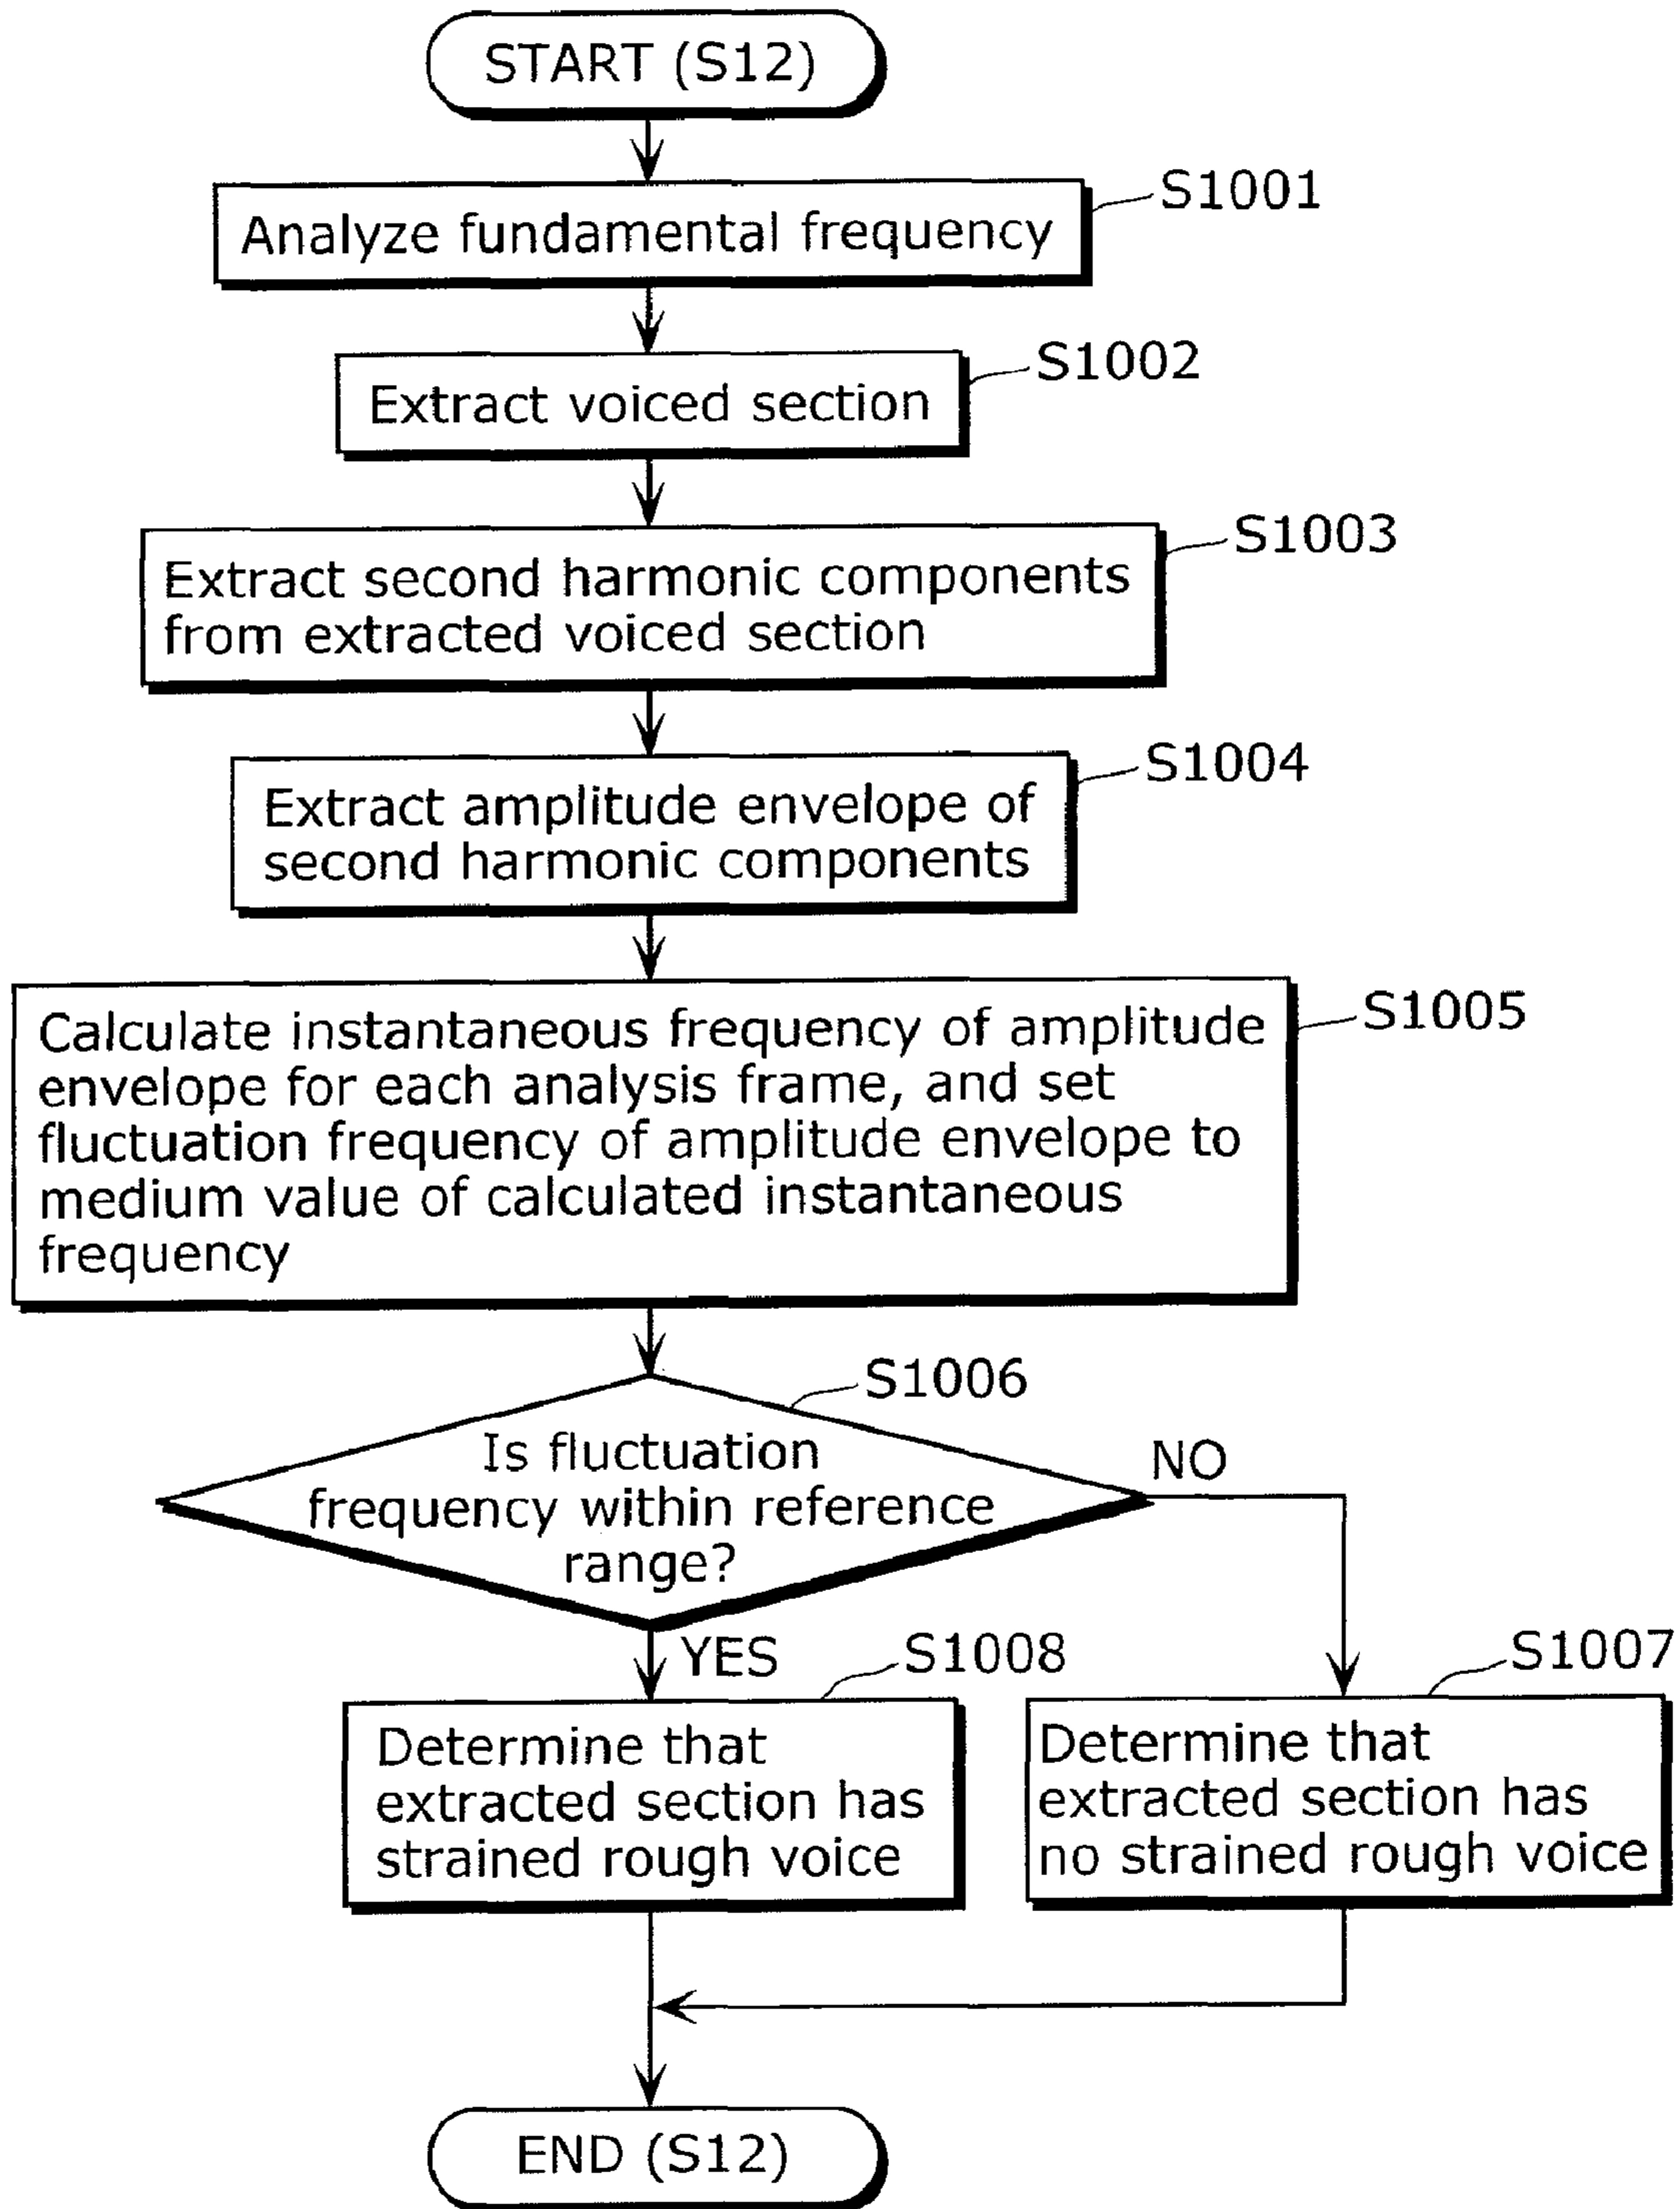 START (S12)
S1001
Analyze fundamental frequency
S1002
Extract voiced section
S1003
Extract second harmonic components
from extracted voiced section
S1004
Extract amplitude envelope of
second harmonic components
S1005
Calculate instantaneous frequency of amplitude
envelope for each analysis frame, and set
fluctuation frequency of amplitude envelope to
medium value of calculated instantaneous
frequency
S1006
Is fluctuation
frequency within reference
range?
NO
YES
S1008
Determine that
extracted section has
strained rough voice
S1007
Determine that
extracted section has
no strained rough voice
END (S12)